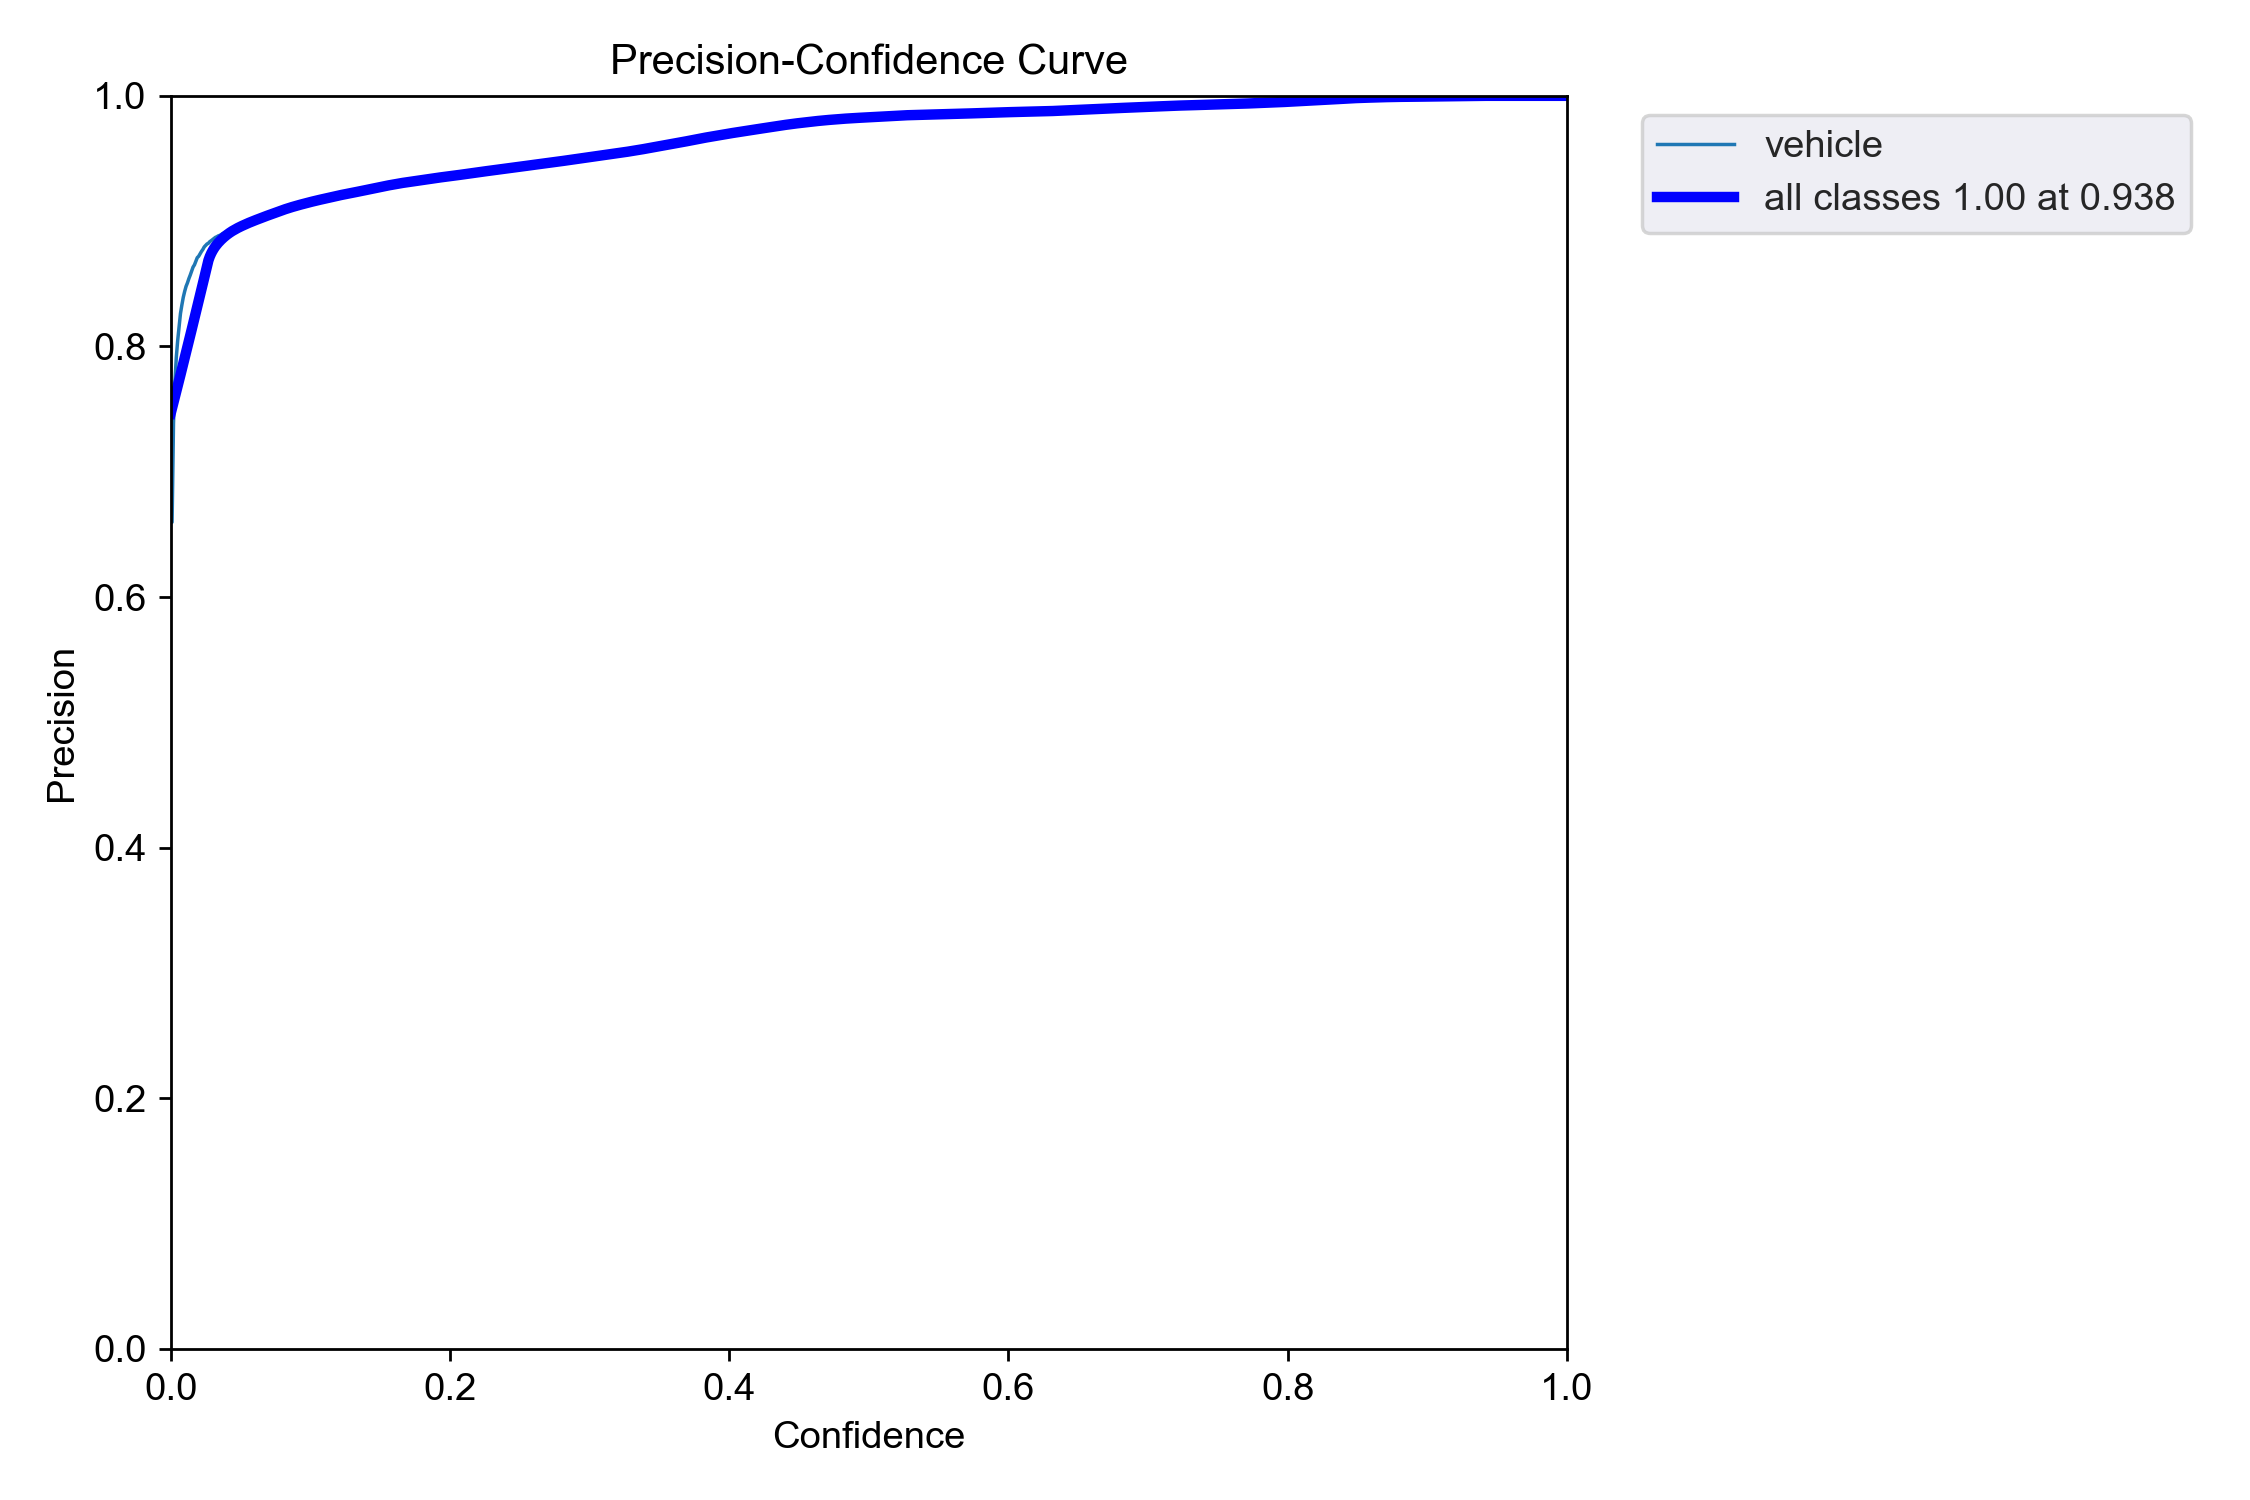 Precision-Confidence Curve
1.0
0.8
0.6
0.4
0.2
0.0
Precision
0.0 0.2 0.4 0.6 0.8 1.0
Confidence
vehicle
all classes 1.00 at 0.938